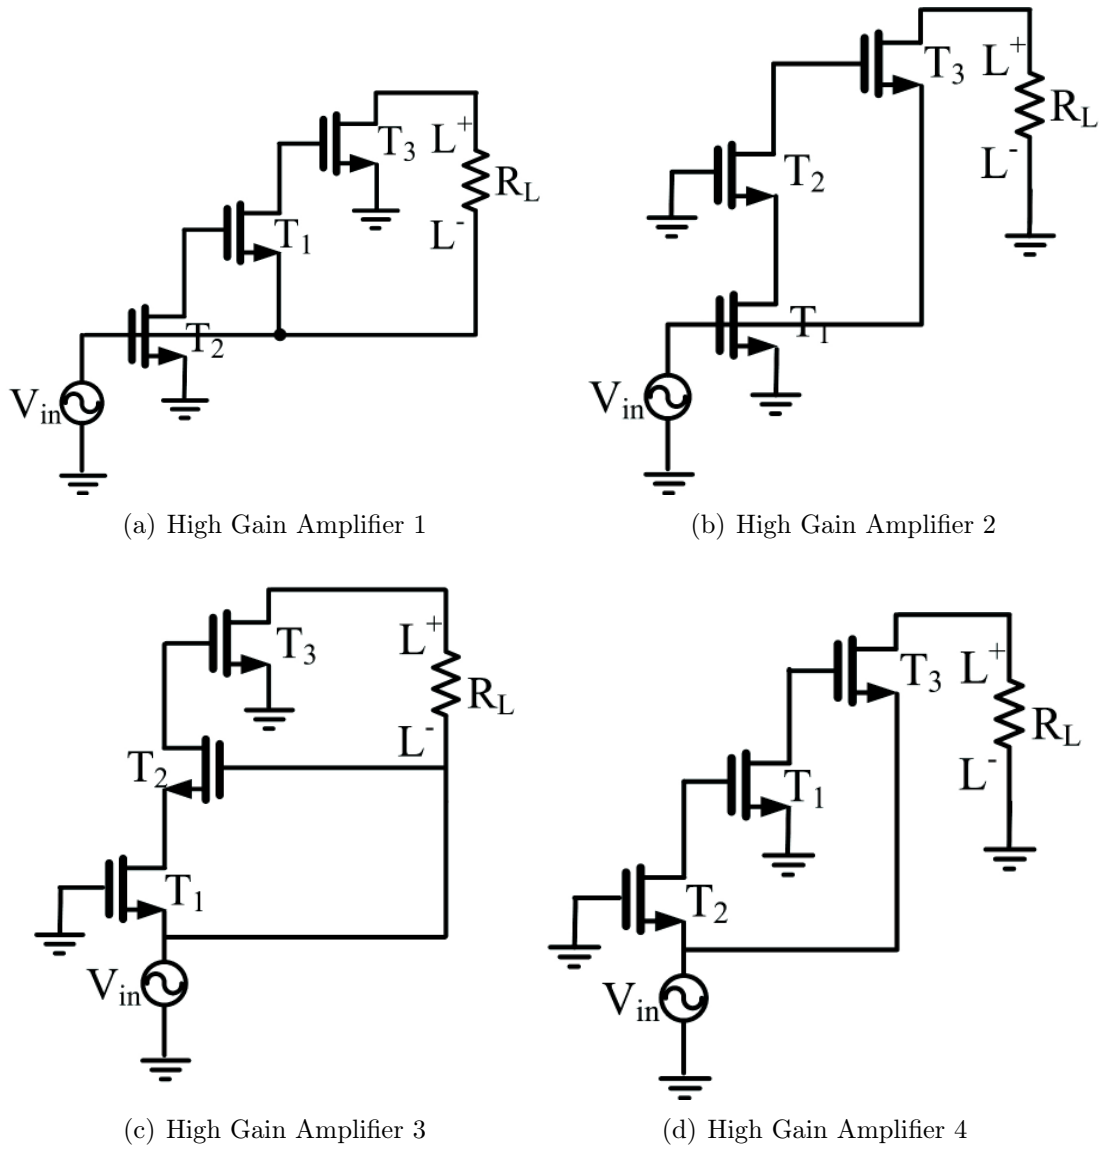 T3
L+
RL
L-
T1
T2
Vin
(a) High Gain Amplifier 1
T3
L+
RL
L-
T2
T1
Vin
(b) High Gain Amplifier 2
T3
L+
RL
L-
T2
T1
Vin
(c) High Gain Amplifier 3
T3
L+
RL
L-
T1
T2
Vin
(d) High Gain Amplifier 4